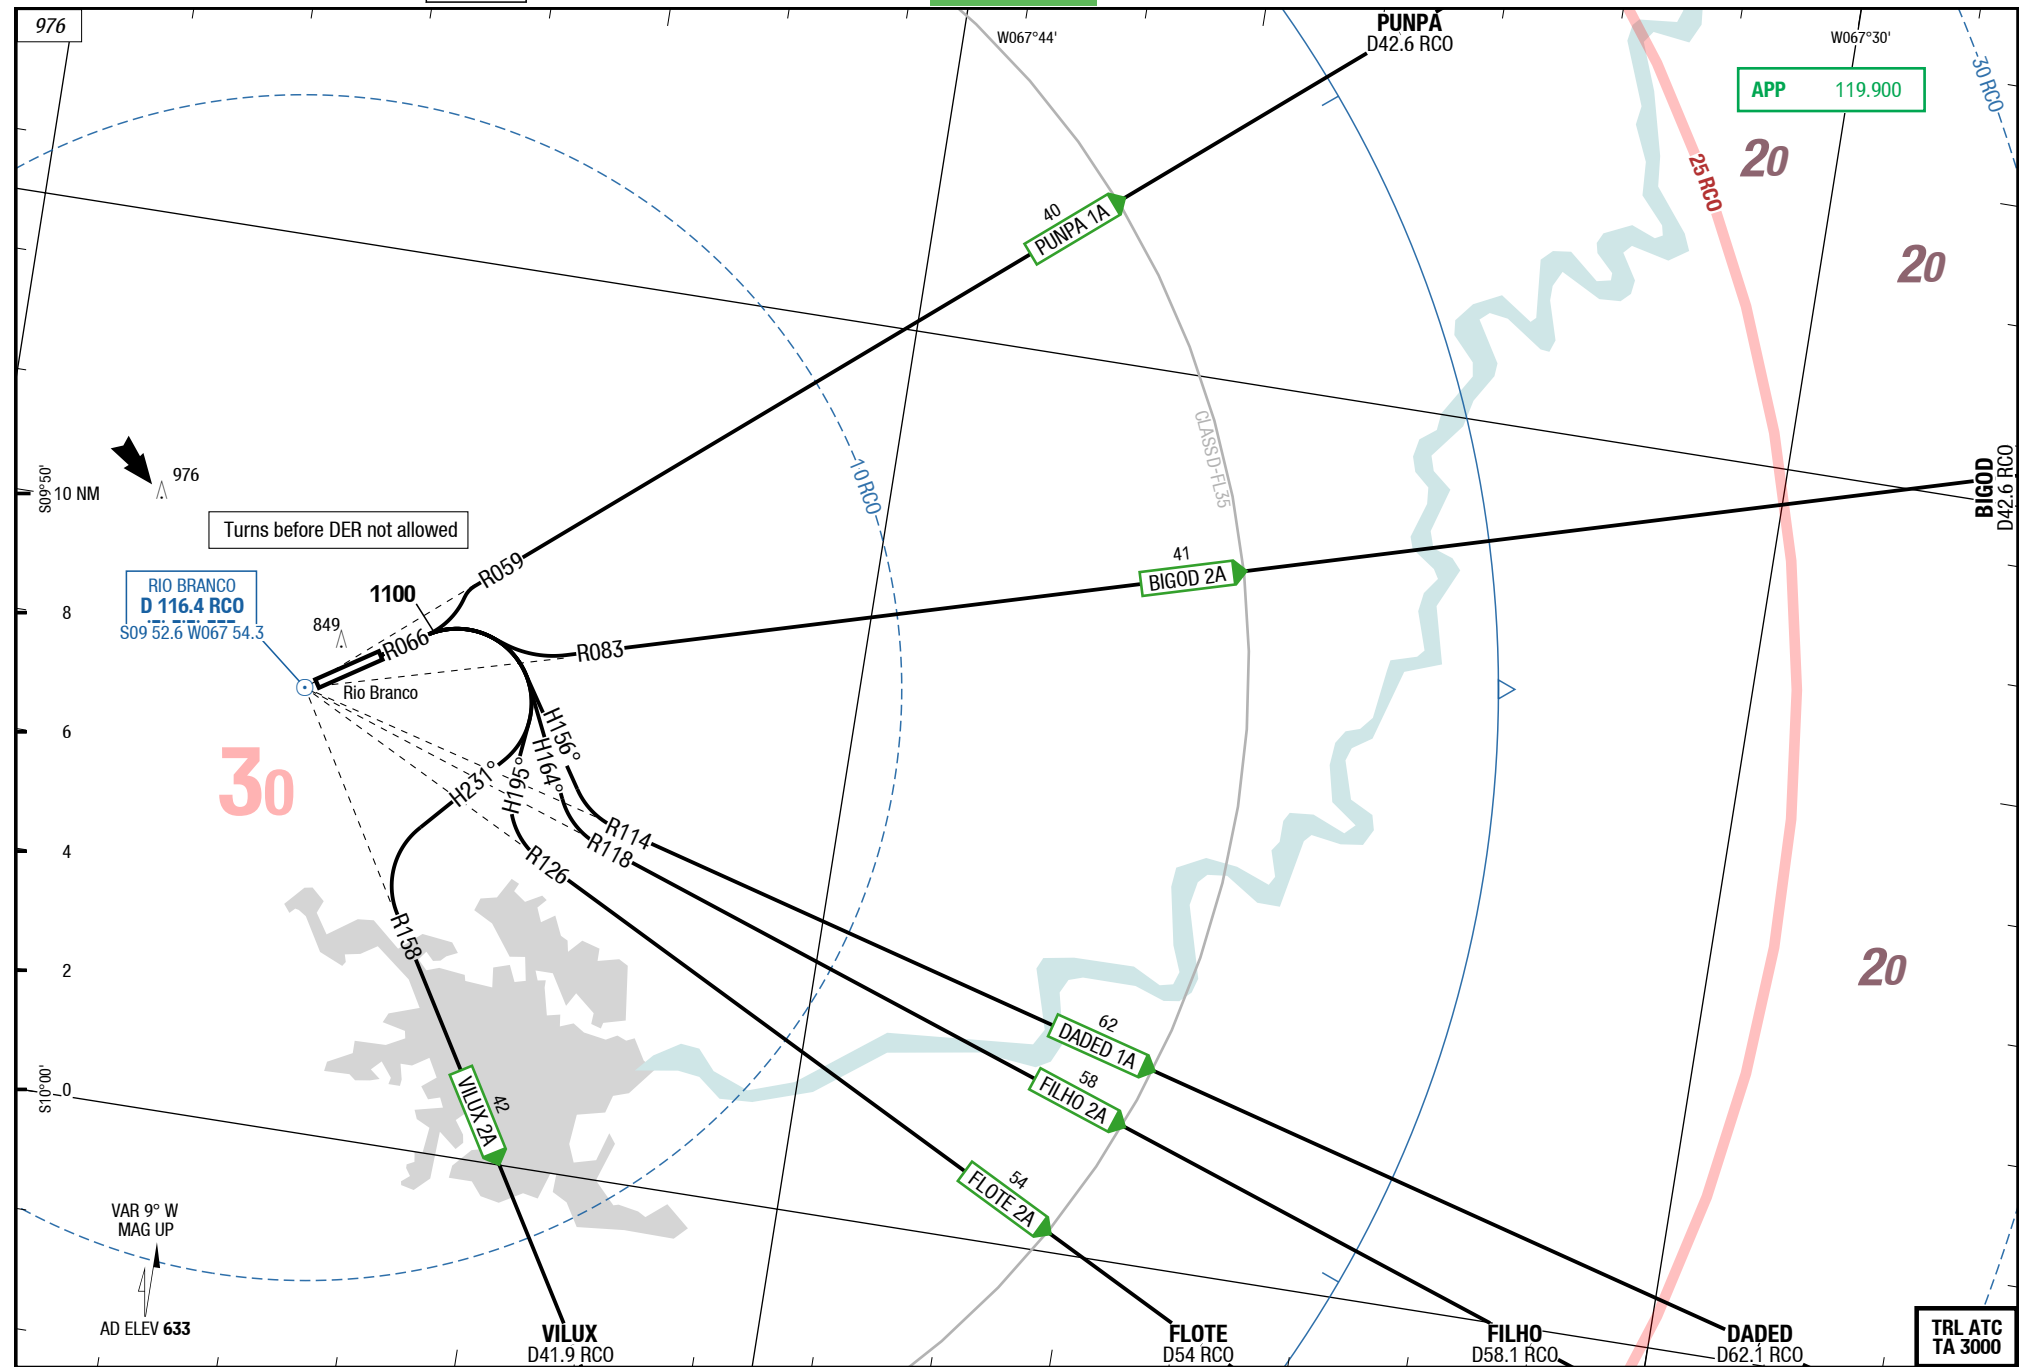 976
PUNPA
D42.6 RCO
W067°44'
W067°30'
30 RCO
APP 119.900
20
25 RCO
40
PUNPA 1A
20
CLASS D-FL35
10 RCO
BIGOD
D42.6 RCO
S09°50'
10 NM
976
Turns before DER not allowed
RIO BRANCO
D 116.4 RCO
S09 52.6 W067 54.3
1100
R059
849
R066
Rio Branco
41
BIGOD 2A
R083
8
6
4
2
0
30
H156°
H164°
H195°
H231°
R114
R118
R126
R158
20
62
DADED 1A
58
FILHO 2A
54
FLOTE 2A
42
VILUX 2A
S10°00'
VAR 9° W
MAG UP
AD ELEV 633
VILUX
D41.9 RCO
FLOTE
D54 RCO
FILHO
D58.1 RCO
DADED
D62.1 RCO
TRL ATC
TA 3000